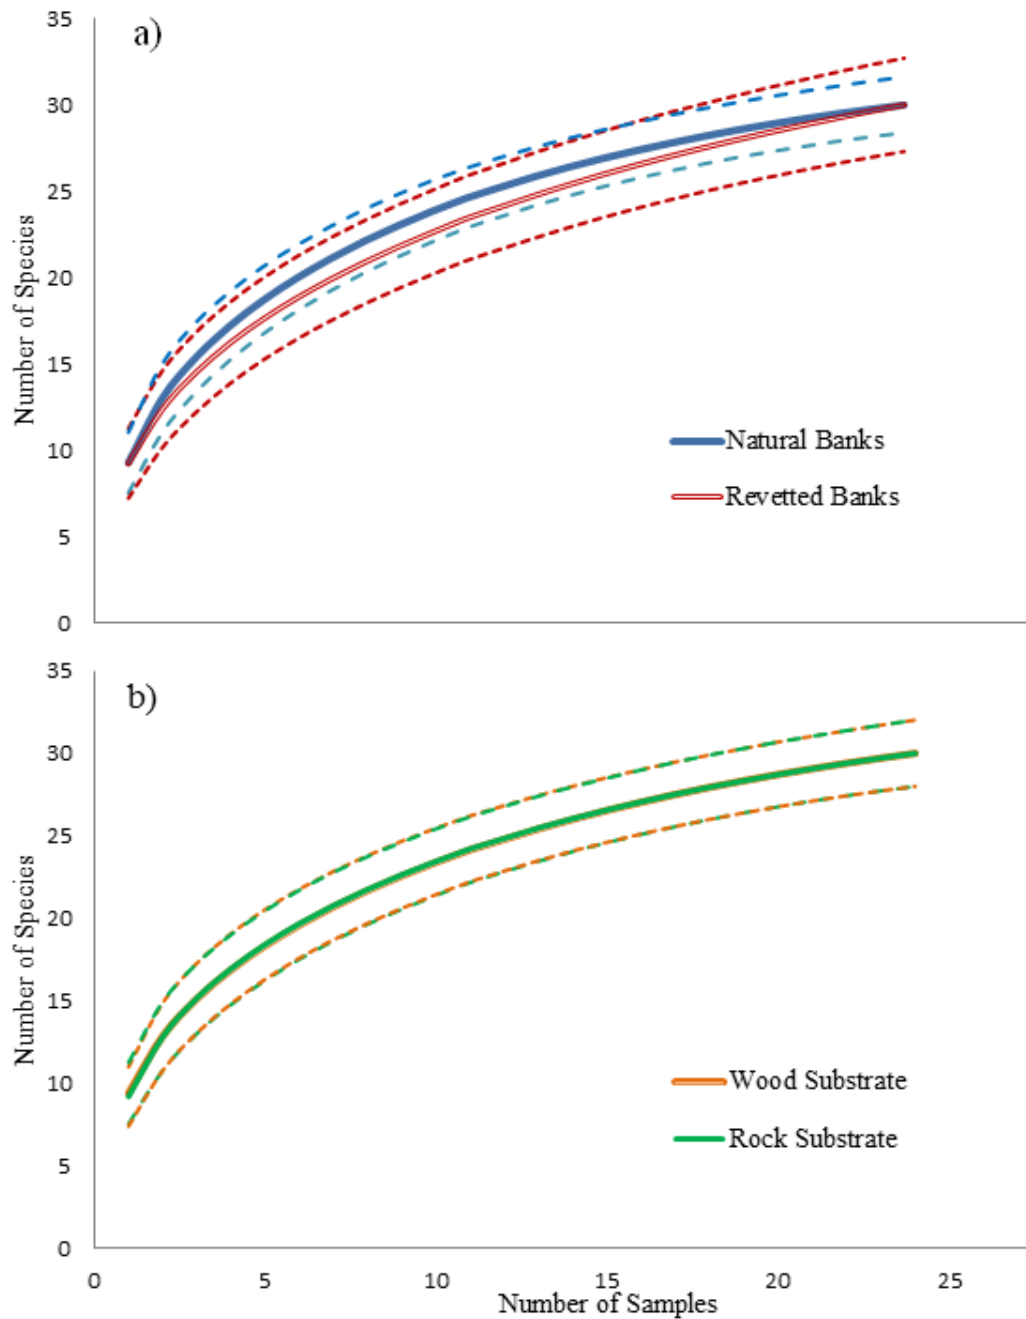 a)
35
30
25
20
15
10
5
0
Number of Species
Natural Banks
Revetted Banks
b)
35
30
25
20
15
10
5
0
Number of Species
Wood Substrate
Rock Substrate
0 5 10 15 20 25
Number of Samples